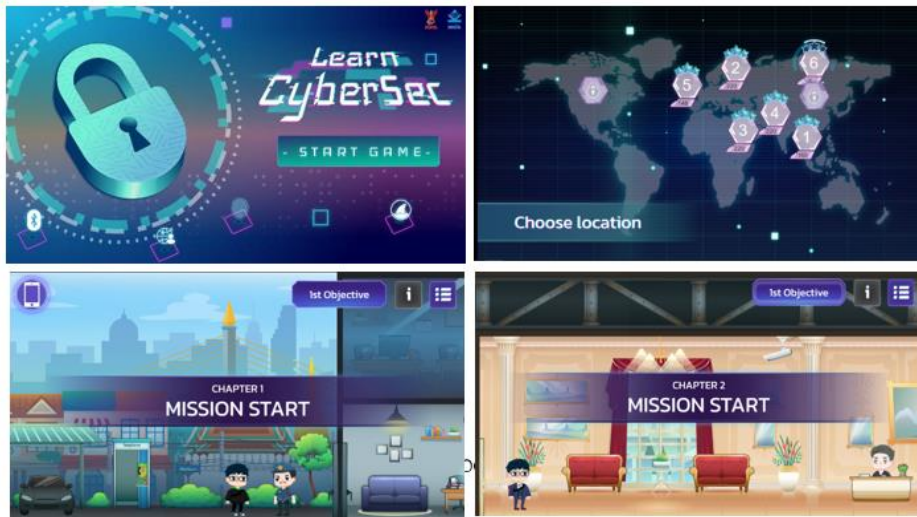 Learn
CyberSec
- START GAME -
2
6
5
4
3
1
Choose location
1st Objective
i
CHAPTER 1
MISSION START
1st Objective
i
CHAPTER 2
MISSION START